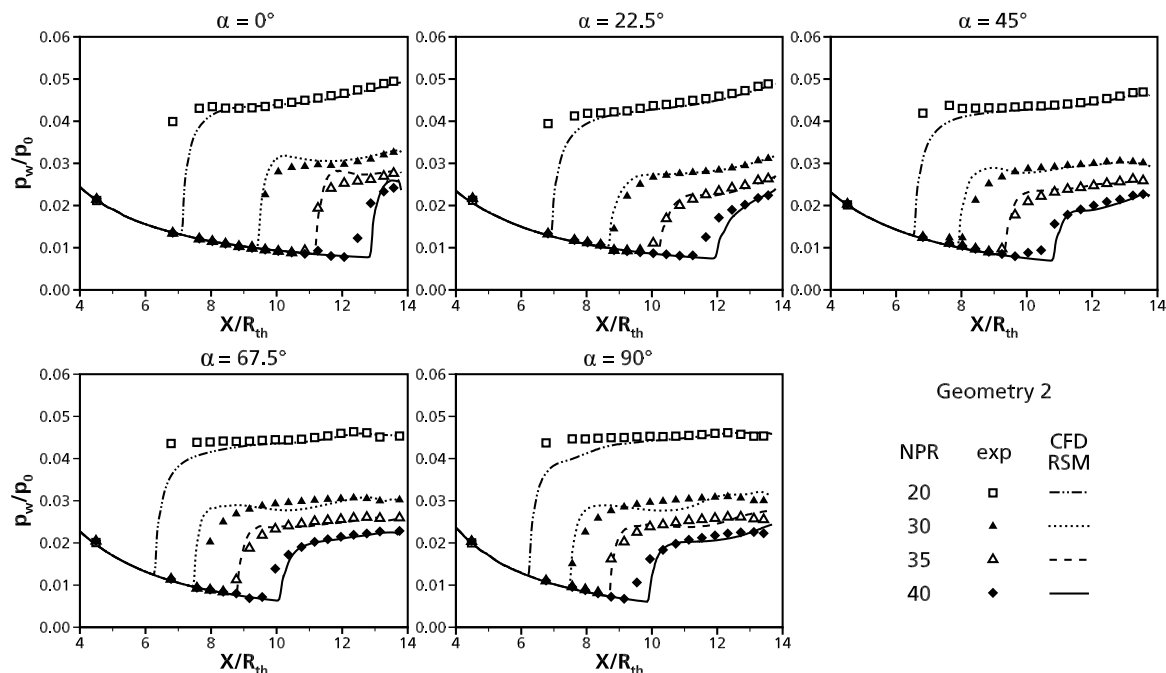 α = 0°
α = 22.5°
α = 45°
0.06
0.05
0.04
0.03
0.02
0.01
0.00
p_w/p_0
4 6 8 10 12 14
X/R_th
0.06
0.05
0.04
0.03
0.02
0.01
0.00
4 6 8 10 12 14
X/R_th
0.06
0.05
0.04
0.03
0.02
0.01
0.00
4 6 8 10 12 14
X/R_th
α = 67.5°
α = 90°
0.06
0.05
0.04
0.03
0.02
0.01
0.00
p_w/p_0
4 6 8 10 12 14
X/R_th
0.06
0.05
0.04
0.03
0.02
0.01
0.00
4 6 8 10 12 14
X/R_th
Geometry 2
NPR exp CFD RSM
20
30
35
40